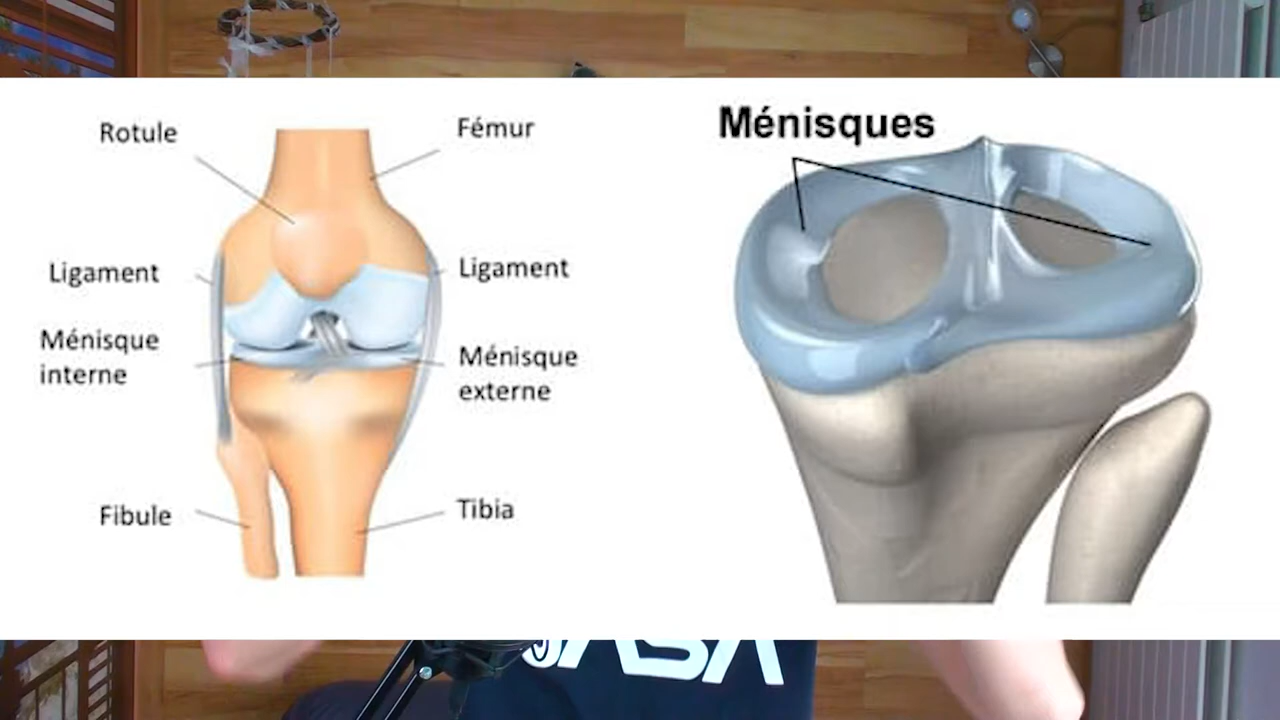 Rotule
Fémur
Ligament
Ligament
Ménisque
interne
Ménisque
externe
Fibule
Tibia
Ménisques